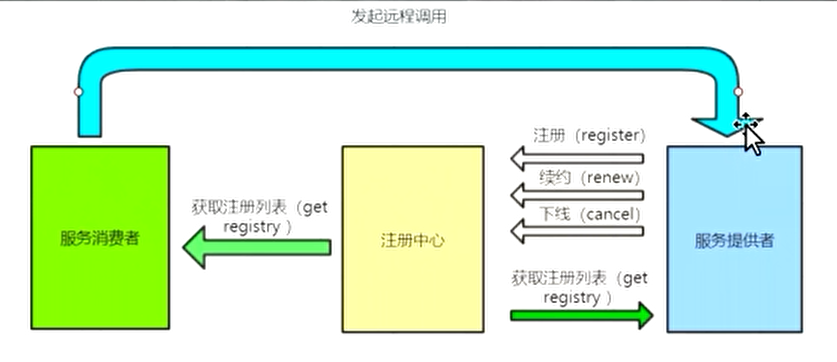 发起远程调用
注册（register）
续约（renew）
下线（cancel）
获取注册列表（get
registry ）
服务消费者
注册中心
服务提供者
获取注册列表（get
registry ）